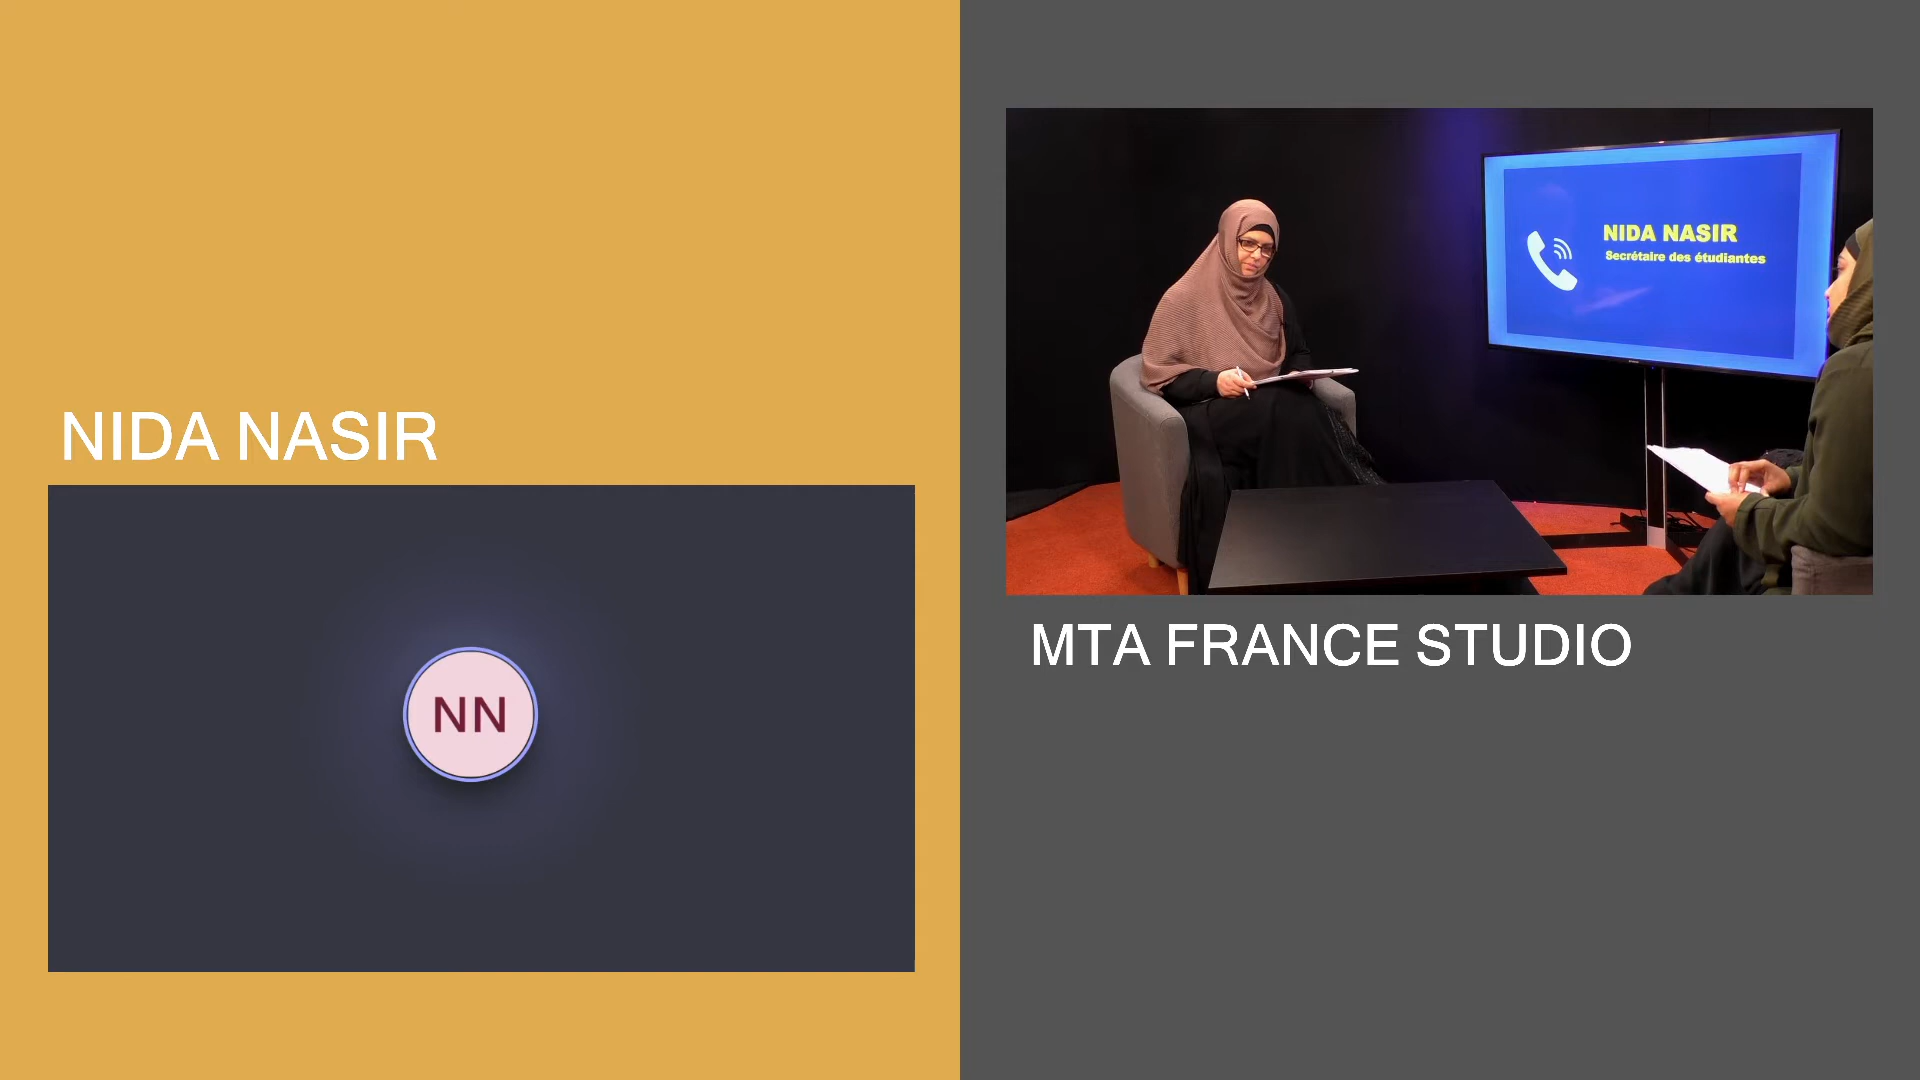 NIDA NASIR
NN
NIDA NASIR
Secrétaire des étudiantes
MTA FRANCE STUDIO